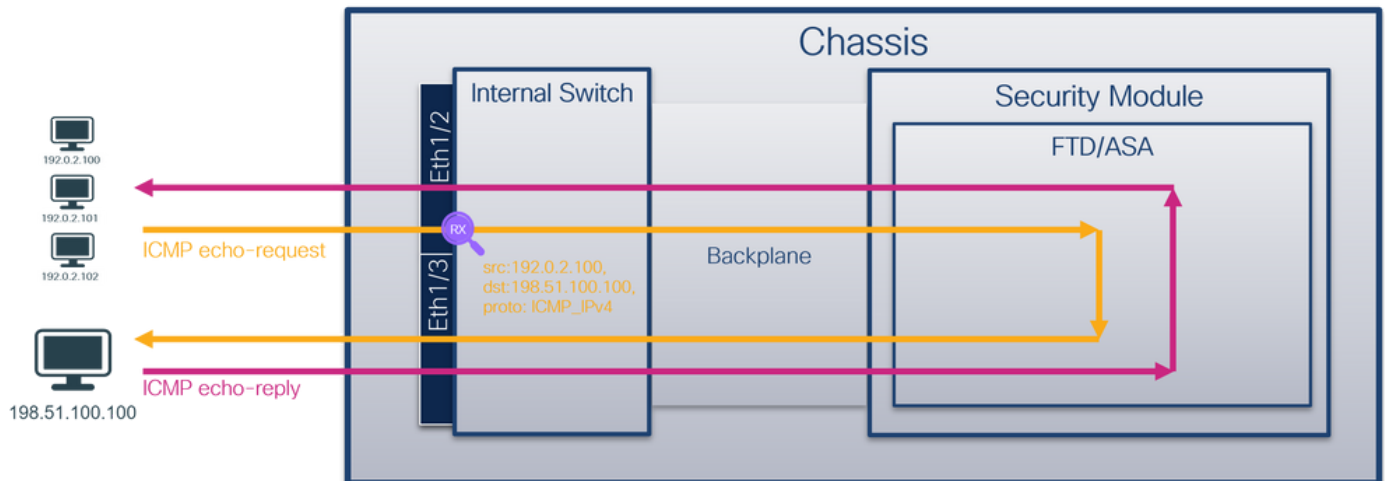 Chassis
Internal Switch
Security Module
FTD/ASA
Eth1/2
Eth1/3
192.0.2.100
192.0.2.101
192.0.2.102
ICMP echo-request
RX
src:192.0.2.100,
dst:198.51.100.100,
proto: ICMP_IPv4
Backplane
ICMP echo-reply
198.51.100.100